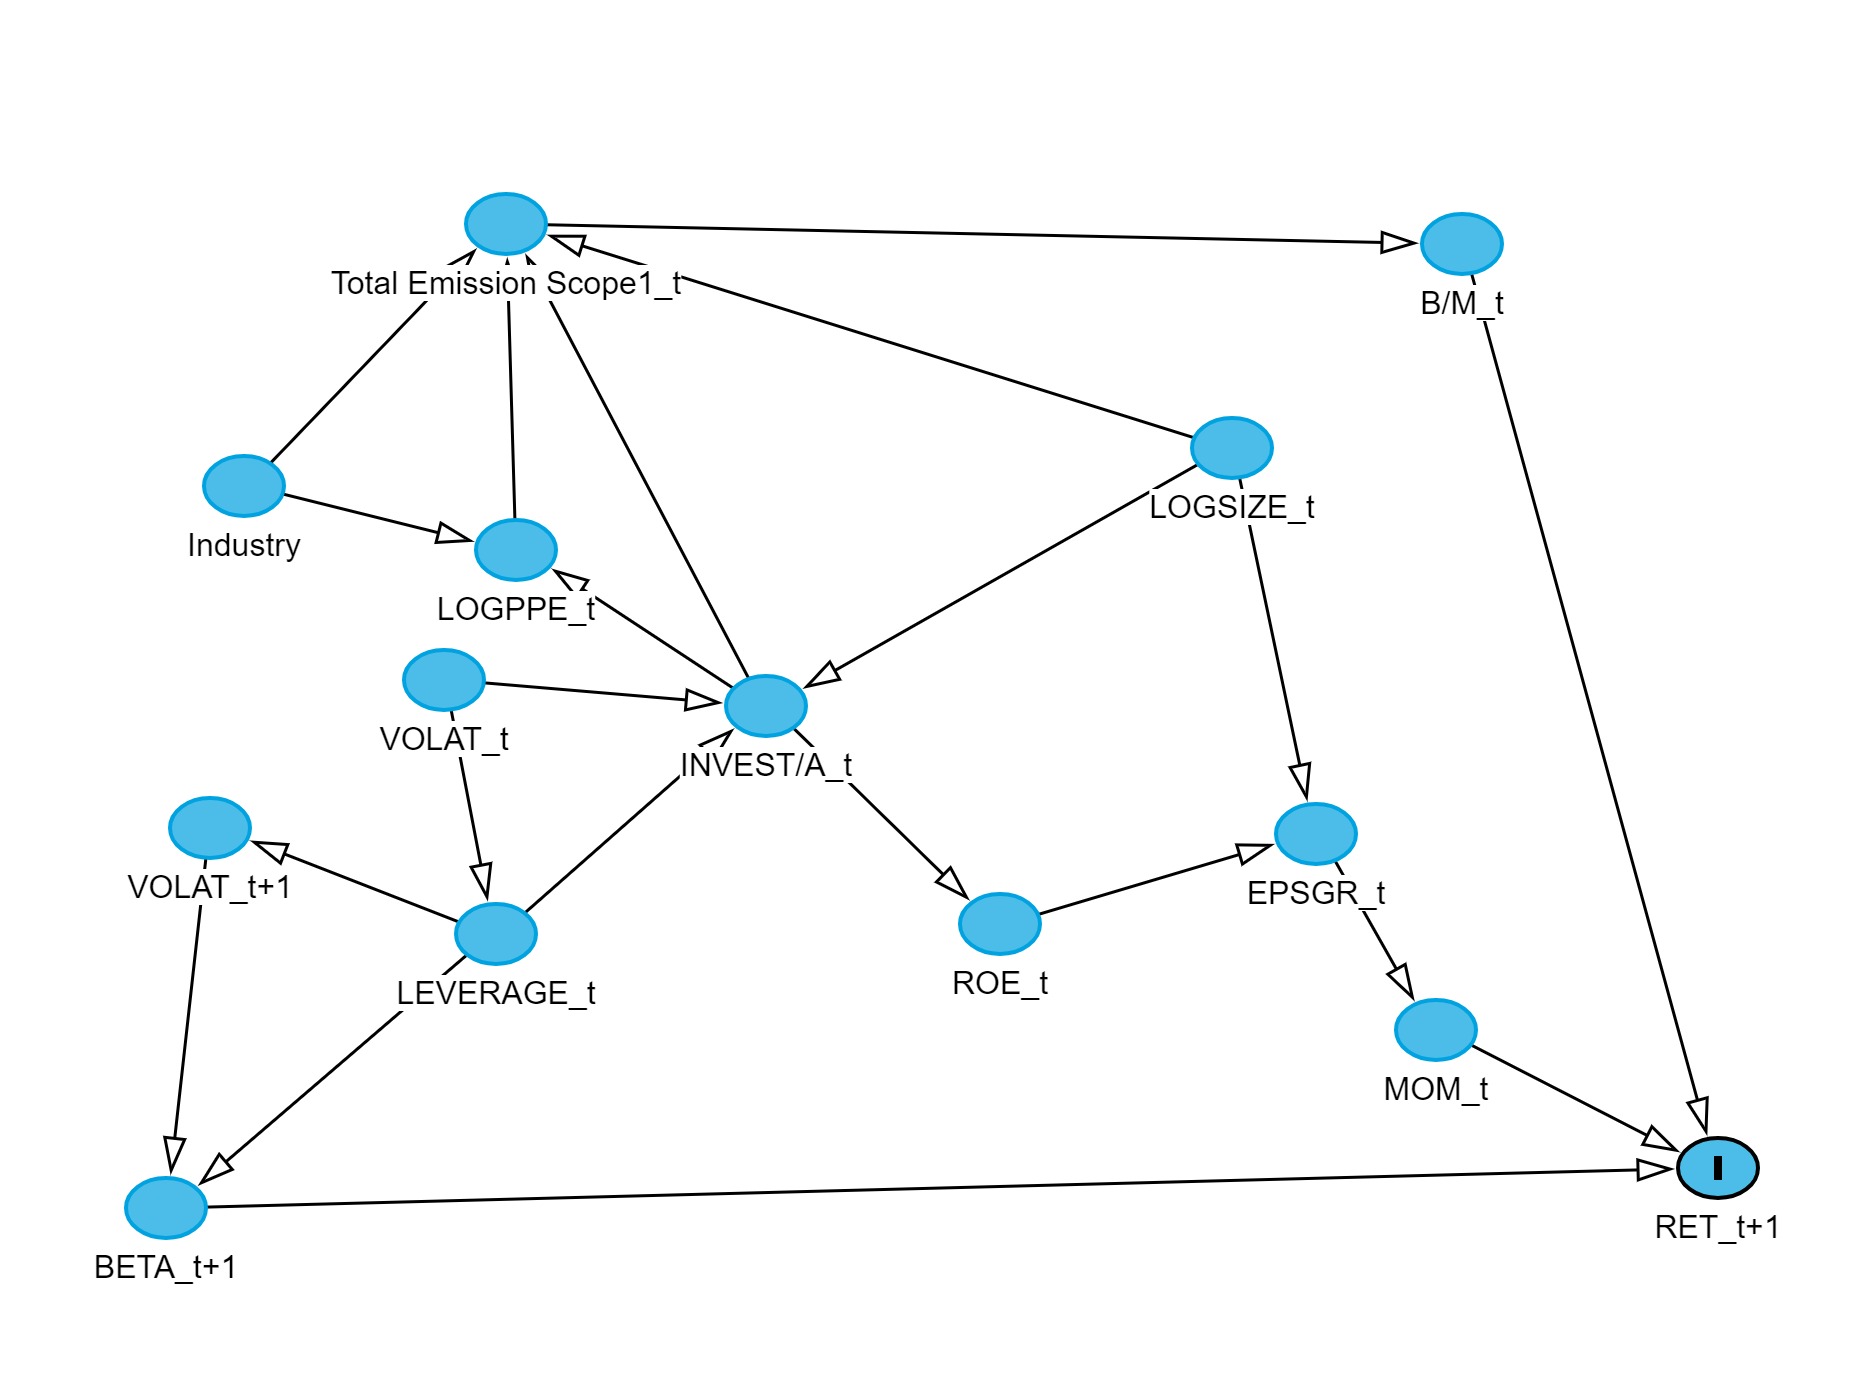 Total Emission Scope1_t
B/M_t
LOGSIZE_t
Industry
LOGPPE_t
VOLAT_t
INVEST/A_t
VOLAT_t+1
EPSGR_t
LEVERAGE_t
ROE_t
MOM_t
I
RET_t+1
BETA_t+1